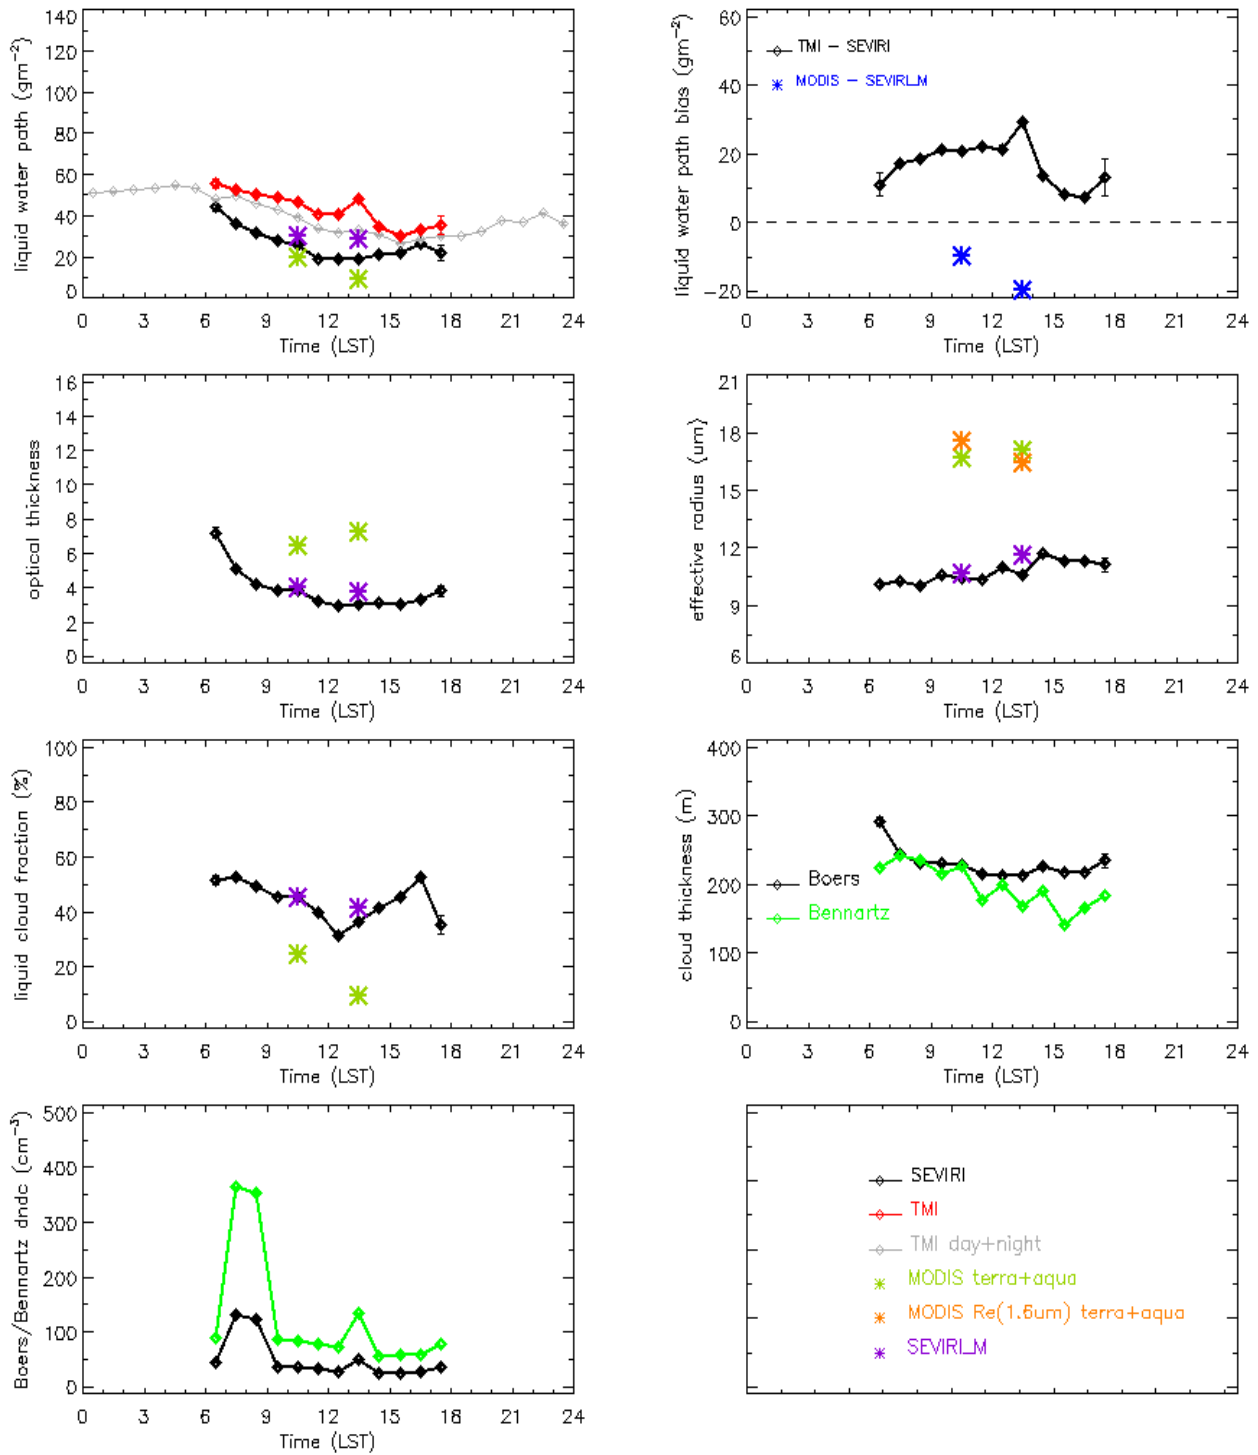 liquid water path (gm−2)
140
120
100
80
60
40
20
0
0 3 6 9 12 15 18 21 24
Time (LST)
liquid water path bias (gm−2)
60
40
20
0
−20
TMI − SEVIRI
MODIS − SEVIRI_M
0 3 6 9 12 15 18 21 24
Time (LST)
optical thickness
16
14
12
10
8
6
4
2
0
0 3 6 9 12 15 18 21 24
Time (LST)
effective radius (um)
21
18
15
12
9
6
0 3 6 9 12 15 18 21 24
Time (LST)
liquid cloud fraction (%)
100
80
60
40
20
0
0 3 6 9 12 15 18 21 24
Time (LST)
cloud thickness (m)
400
300
200
100
0
Boers
Bennartz
0 3 6 9 12 15 18 21 24
Time (LST)
Boers/Bennartz dndc (cm−3)
500
400
300
200
100
0
0 3 6 9 12 15 18 21 24
Time (LST)
SEVIRI
TMI
TMI day+night
MODIS terra+aqua
MODIS Re(1.6um) terra+aqua
SEVIRI_M